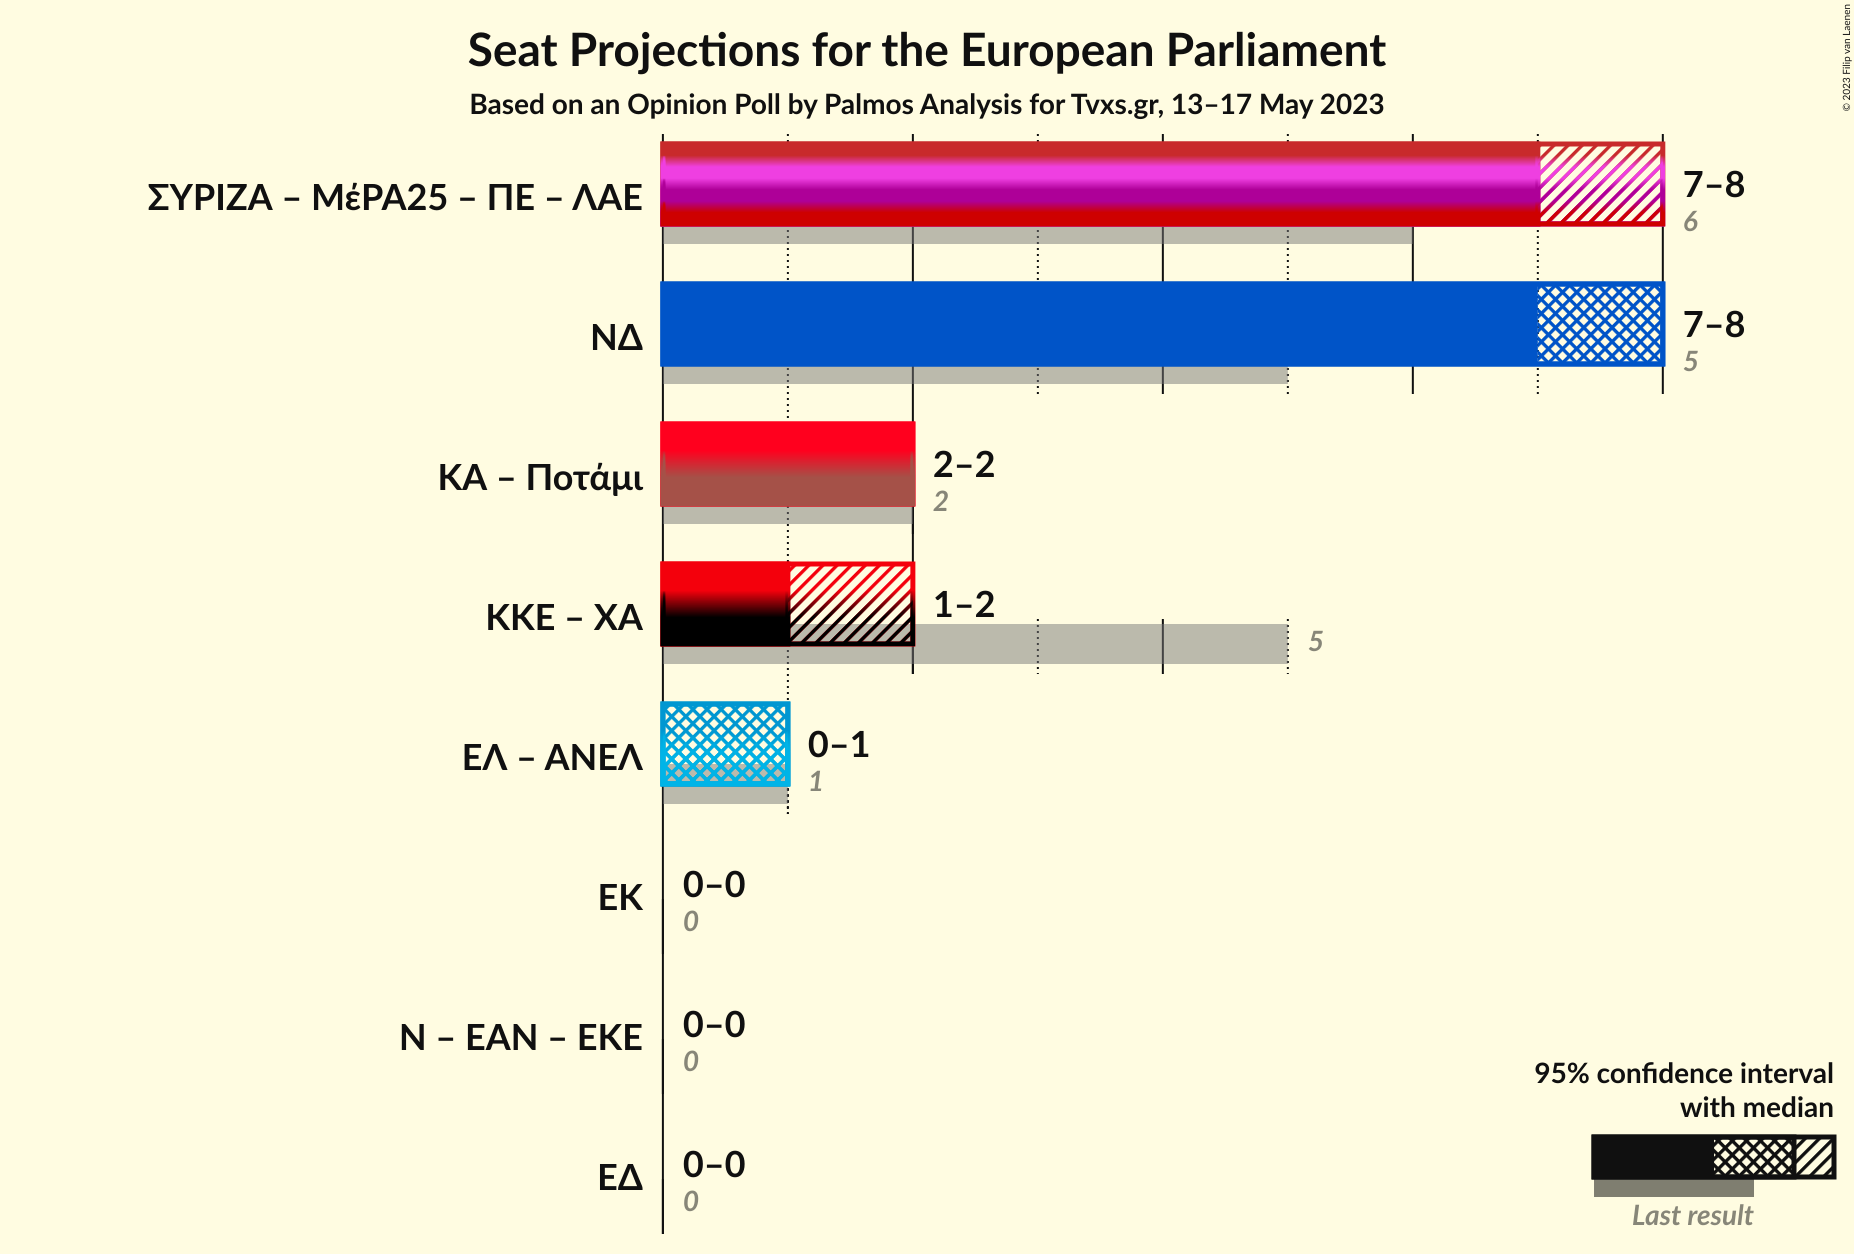 Seat Projections for the European Parliament
Based on an Opinion Poll by Palmos Analysis for Tvxs.gr, 13–17 May 2023
© 2023 Filip van Laenen
ΣΥΡΙΖΑ – ΜέΡΑ25 – ΠΕ – ΛΑΕ
7–8
6
ΝΔ
7–8
5
ΚΑ – Ποτάμι
2–2
2
ΚΚΕ – ΧΑ
1–2
5
ΕΛ – ΑΝΕΛ
0–1
1
ΕΚ
0–0
0
Ν – ΕΑΝ – ΕΚΕ
0–0
0
ΕΔ
0–0
0
95% confidence interval
with median
Last result